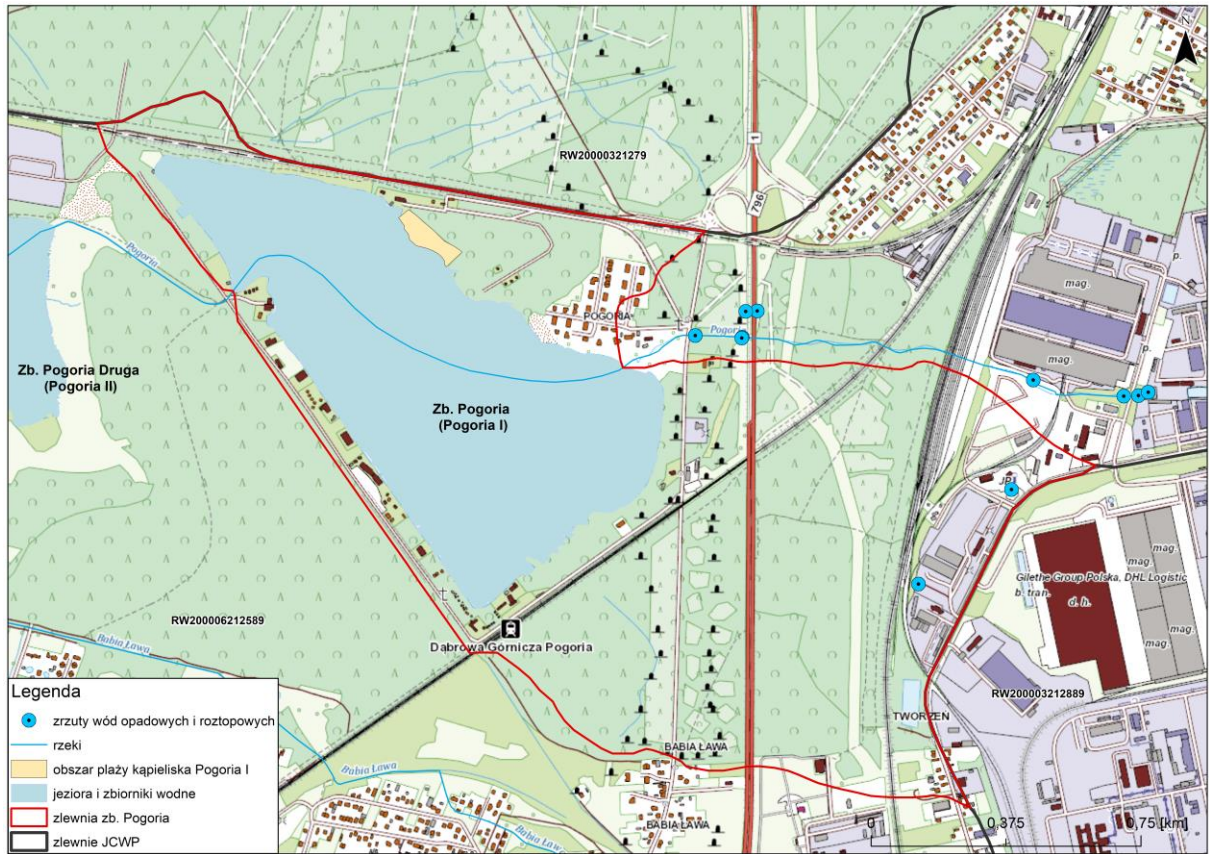 N
RW20000321279
1
796
mag.
p.
POGORIA
Pogoria
Pogoria
mag.
p.
Zb. Pogoria Druga
(Pogoria II)
Zb. Pogoria
(Pogoria I)
mag.
mag.
Gilethe Group Polska, DHL Logistic
b. tran.
d. h.
mag.
mag.
RW200006212589
Babia Ława
Dąbrowa Górnicza Pogoria
RW200003212889
TWORZEŃ
BABIA ŁAWA
Babia Ława
BABIA ŁAWA
Babia Ława
0
0,375
0,75 [km]
Legenda
zrzuty wód opadowych i roztopowych
rzeki
obszar plaży kąpieliska Pogoria I
jeziora i zbiorniki wodne
zlewnia zb. Pogoria
zlewnie JCWP